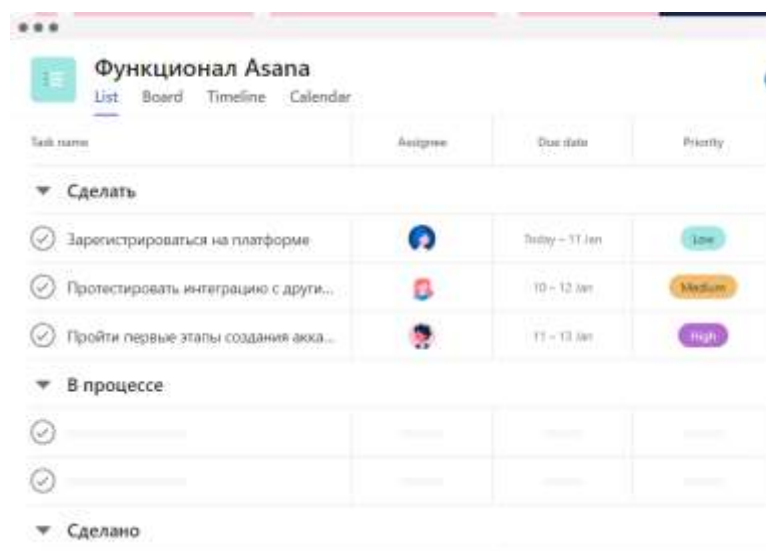 Функционал Asana
List Board Timeline Calendar
Task name Assignee Due date Priority
Сделать
Зарегистрироваться на платформе Today – 11 Jan Low
Протестировать интеграцию с други... 10 – 12 Jan Medium
Пройти первые этапы создания акка... 11 – 13 Jan High
В процессе
Сделано